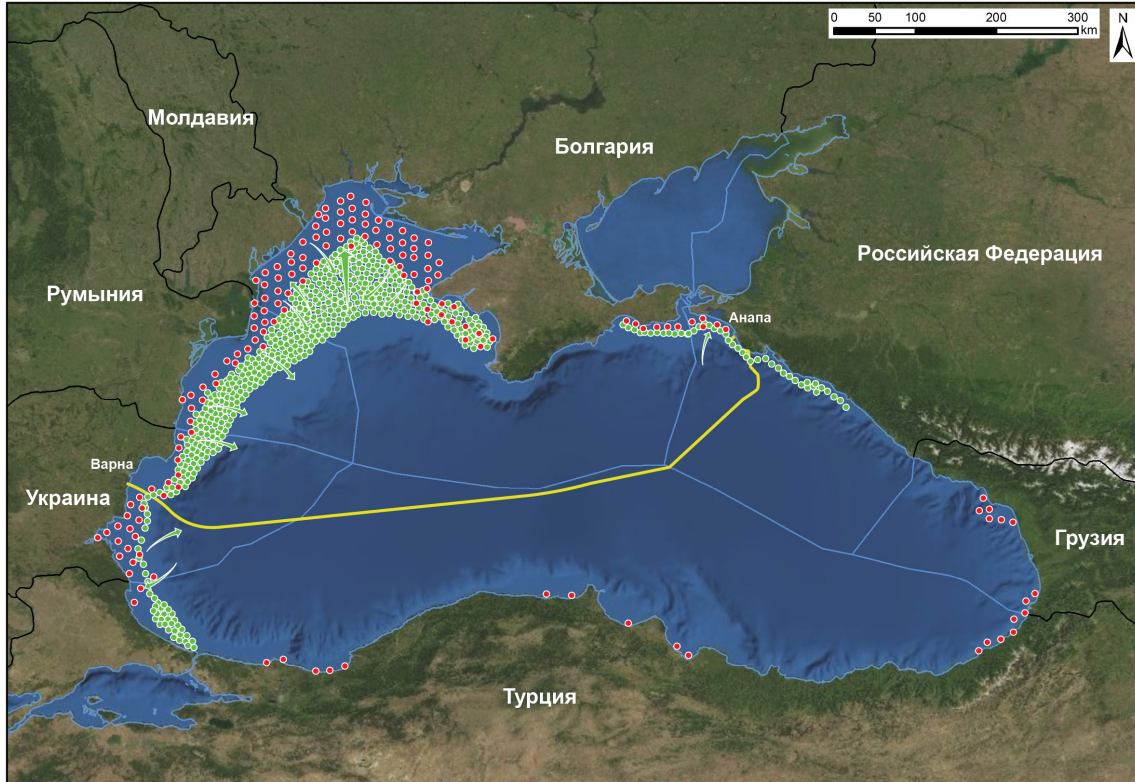 0 50 100 200 300
km
N
Молдавия
Болгария
Российская Федерация
Румыния
Анапа
Варна
Украина
Грузия
Турция